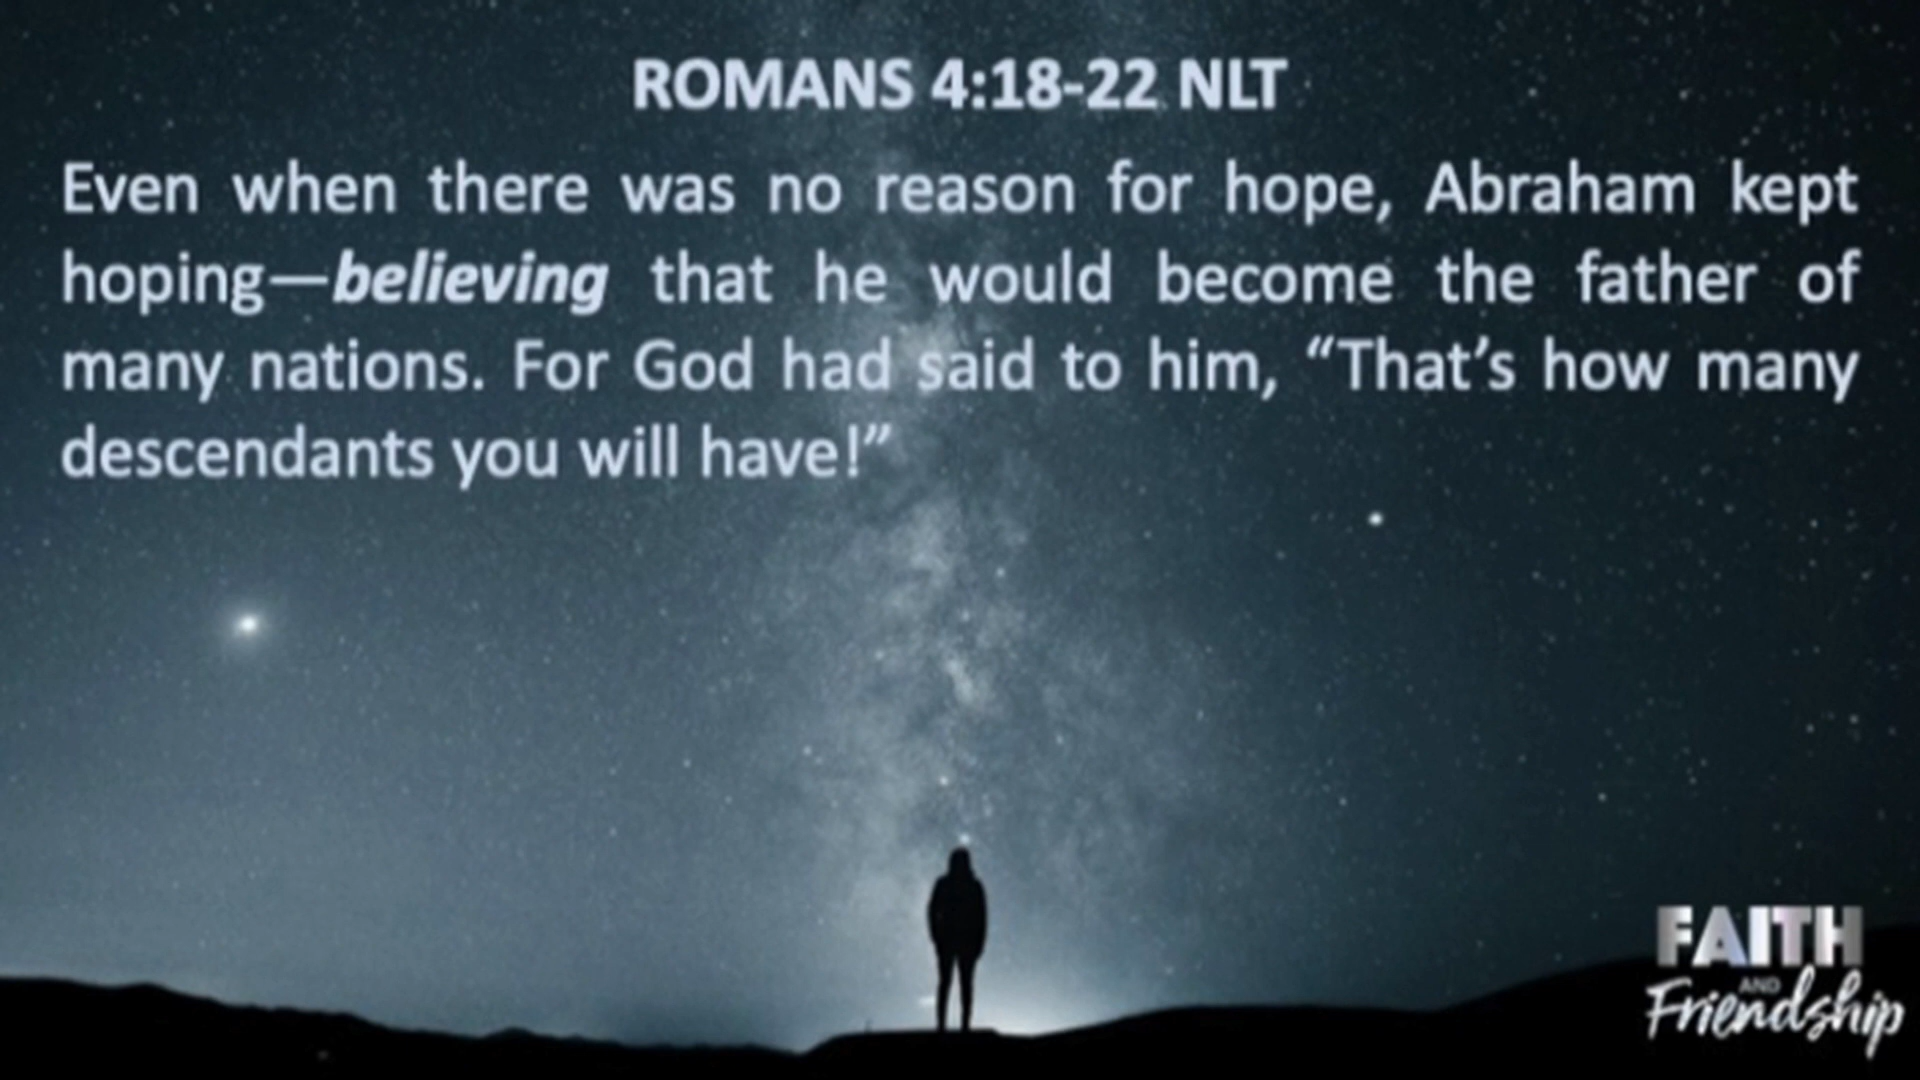 ROMANS 4:18-22 NLT
Even when there was no reason for hope, Abraham kept
hoping—believing that he would become the father of
many nations. For God had said to him, “That’s how many
descendants you will have!”
FAITH
AND
Friendship